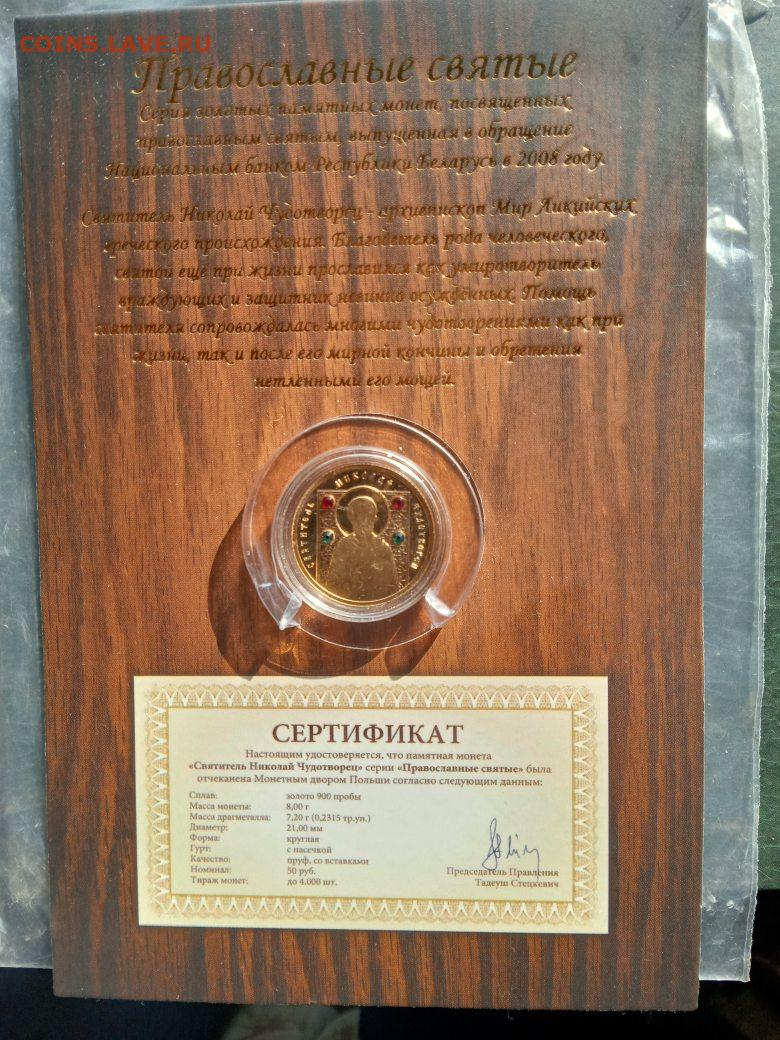 COINS.LAVE.RU
Православные святые
Серия золотых памятных монет, посвященных
православным святым, выпущенная в обращение
Национальным банком Республики Беларусь в 2008 году.
Святитель Николай Чудотворец - архиепископ Мир Ликийских
греческого происхождения. Благодетель рода человеческого,
святой ещё при жизни прославился как умиротворитель
враждующих и защитник невинно осуждённых. Помощь
святителя сопровождалась многими чудотворениями как при
жизни, так и после его мирной кончины и обретения
нетленными его мощей.
СВЯТИТЕЛЬ НИКОЛАЙ ЧУДОТВОРЕЦ
СЕРТИФИКАТ
Настоящим удостоверяется, что памятная монета
«Святитель Николай Чудотворец» серии «Православные святые» была
отчеканена Монетным двором Польши согласно следующим данным:
Сплав: золото 900 пробы
Масса монеты: 8,00 г
Масса драгметалла: 7,20 г (0,2315 тр.ун.)
Диаметр: 21,00 мм
Форма: круглая
Гурт: с насечкой
Качество: пруф, со вставками
Номинал: 50 руб.
Тираж монет: до 4.000 шт.
Председатель Правления
Тадеуш Стецкевич